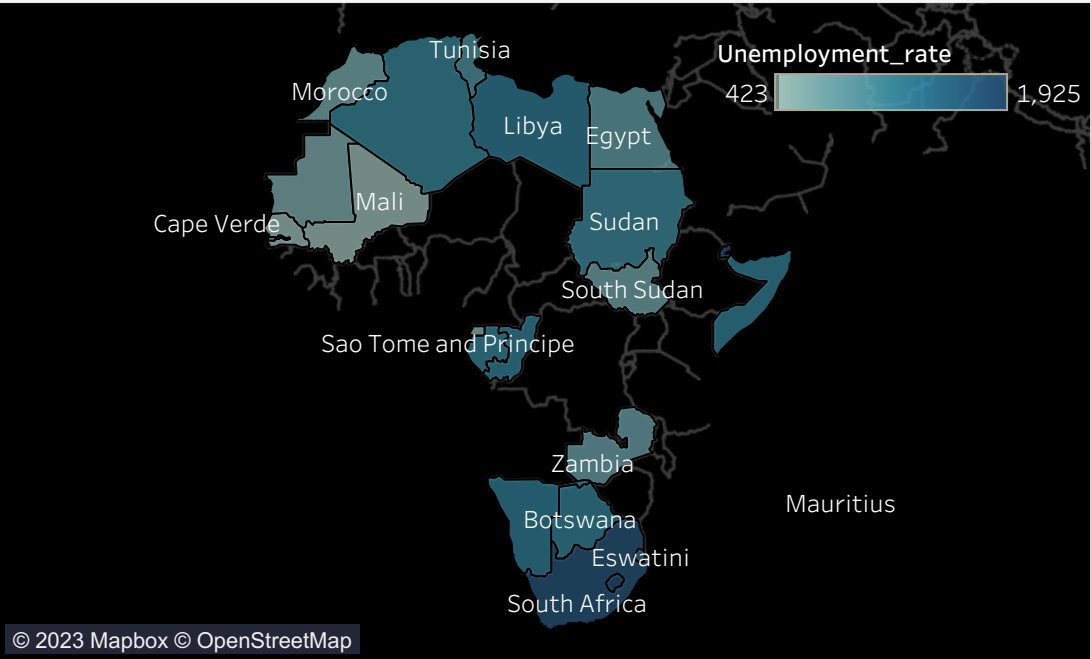 Tunisia
Unemployment_rate
423 1,925
Morocco
Libya
Egypt
Mali
Cape Verde
Sudan
South Sudan
Sao Tome and Principe
Zambia
Mauritius
Botswana
Eswatini
South Africa
© 2023 Mapbox © OpenStreetMap